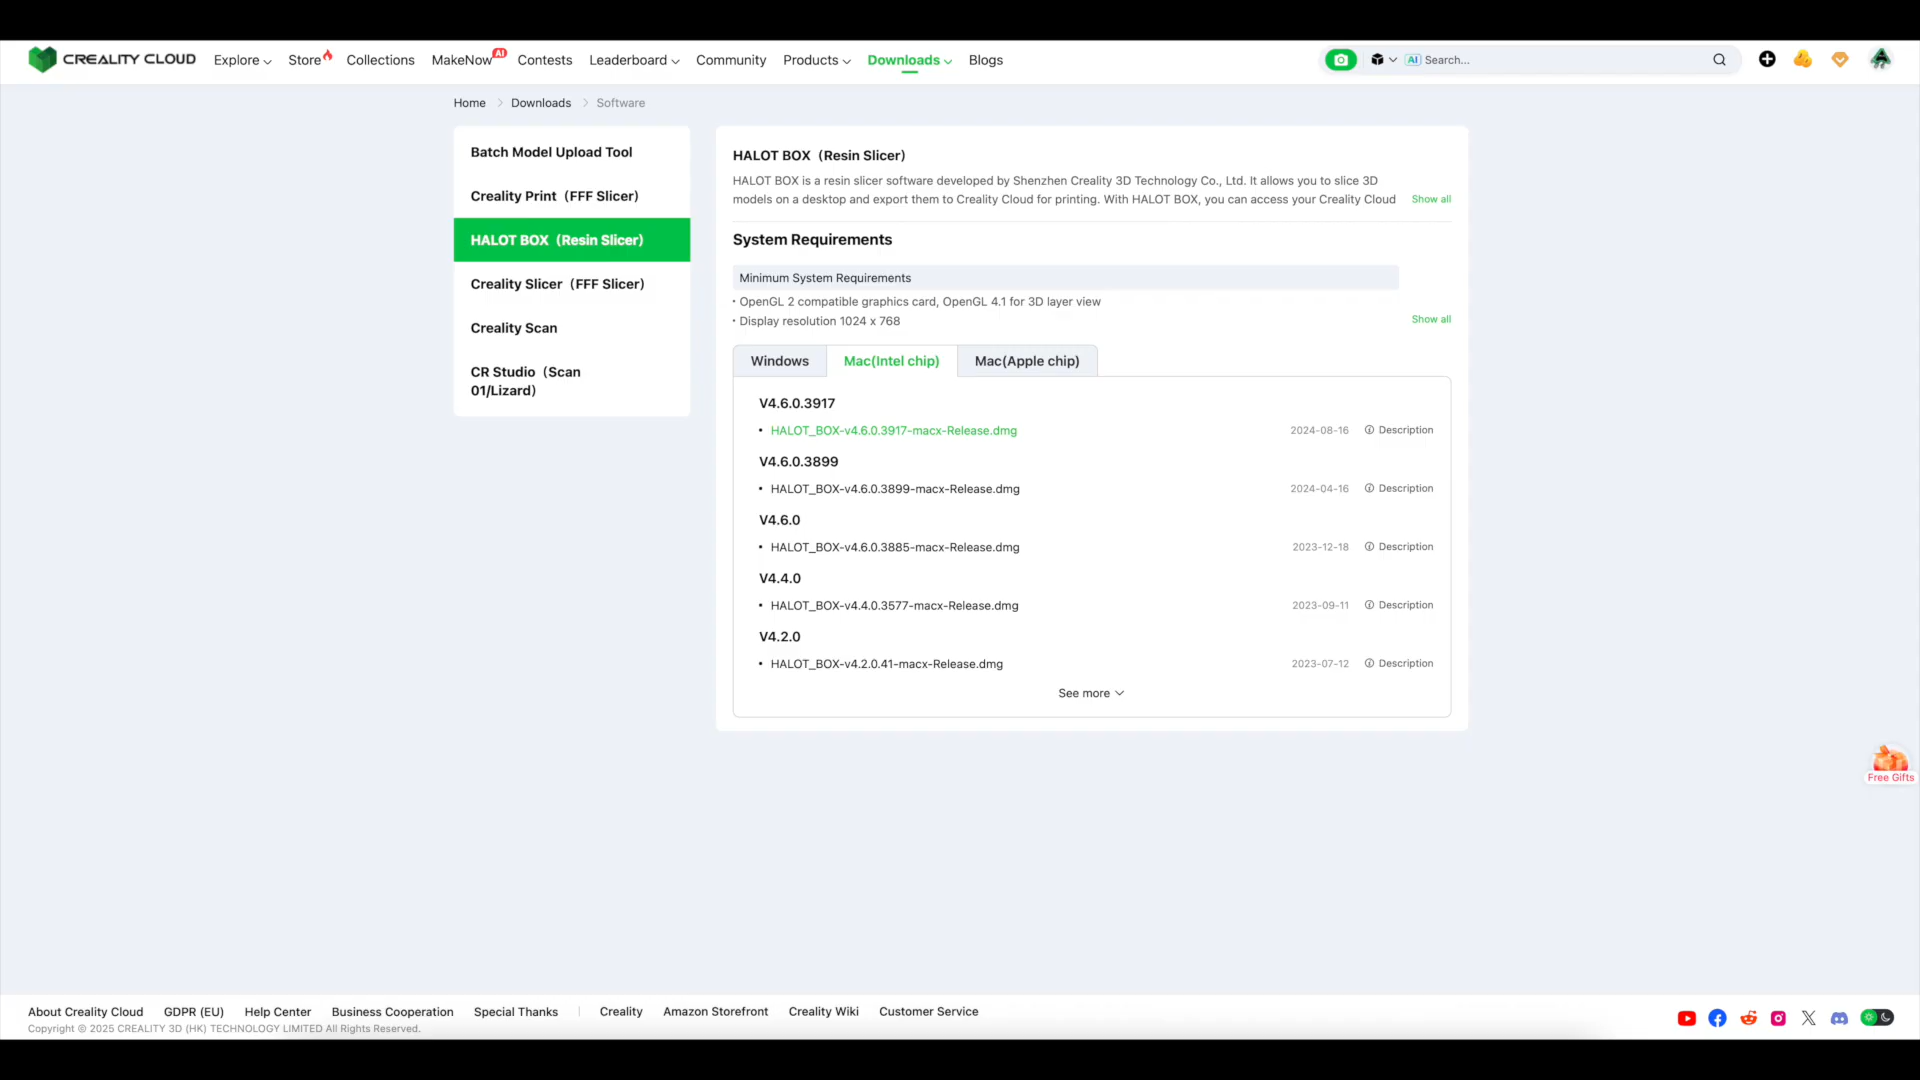 CREALITY CLOUD
Explore
Store
Collections
MakeNow AI
Contests
Leaderboard
Community
Products
Downloads
Blogs
AI Search...
Home
Downloads
Software
Batch Model Upload Tool
Creality Print（FFF Slicer）
HALOT BOX（Resin Slicer）
Creality Slicer（FFF Slicer）
Creality Scan
CR Studio（Scan
01/Lizard）
HALOT BOX（Resin Slicer）
HALOT BOX is a resin slicer software developed by Shenzhen Creality 3D Technology Co., Ltd. It allows you to slice 3D
models on a desktop and export them to Creality Cloud for printing. With HALOT BOX, you can access your Creality Cloud
Show all
System Requirements
Minimum System Requirements
• OpenGL 2 compatible graphics card, OpenGL 4.1 for 3D layer view
• Display resolution 1024 x 768
Show all
Windows
Mac(Intel chip)
Mac(Apple chip)
V4.6.0.3917
• HALOT_BOX-v4.6.0.3917-macx-Release.dmg 2024-08-16 Description
V4.6.0.3899
• HALOT_BOX-v4.6.0.3899-macx-Release.dmg 2024-04-16 Description
V4.6.0
• HALOT_BOX-v4.6.0.3885-macx-Release.dmg 2023-12-18 Description
V4.4.0
• HALOT_BOX-v4.4.0.3577-macx-Release.dmg 2023-09-11 Description
V4.2.0
• HALOT_BOX-v4.2.0.41-macx-Release.dmg 2023-07-12 Description
See more
Free Gifts
About Creality Cloud
GDPR (EU)
Help Center
Business Cooperation
Special Thanks
Creality
Amazon Storefront
Creality Wiki
Customer Service
Copyright © 2025 CREALITY 3D (HK) TECHNOLOGY LIMITED All Rights Reserved.